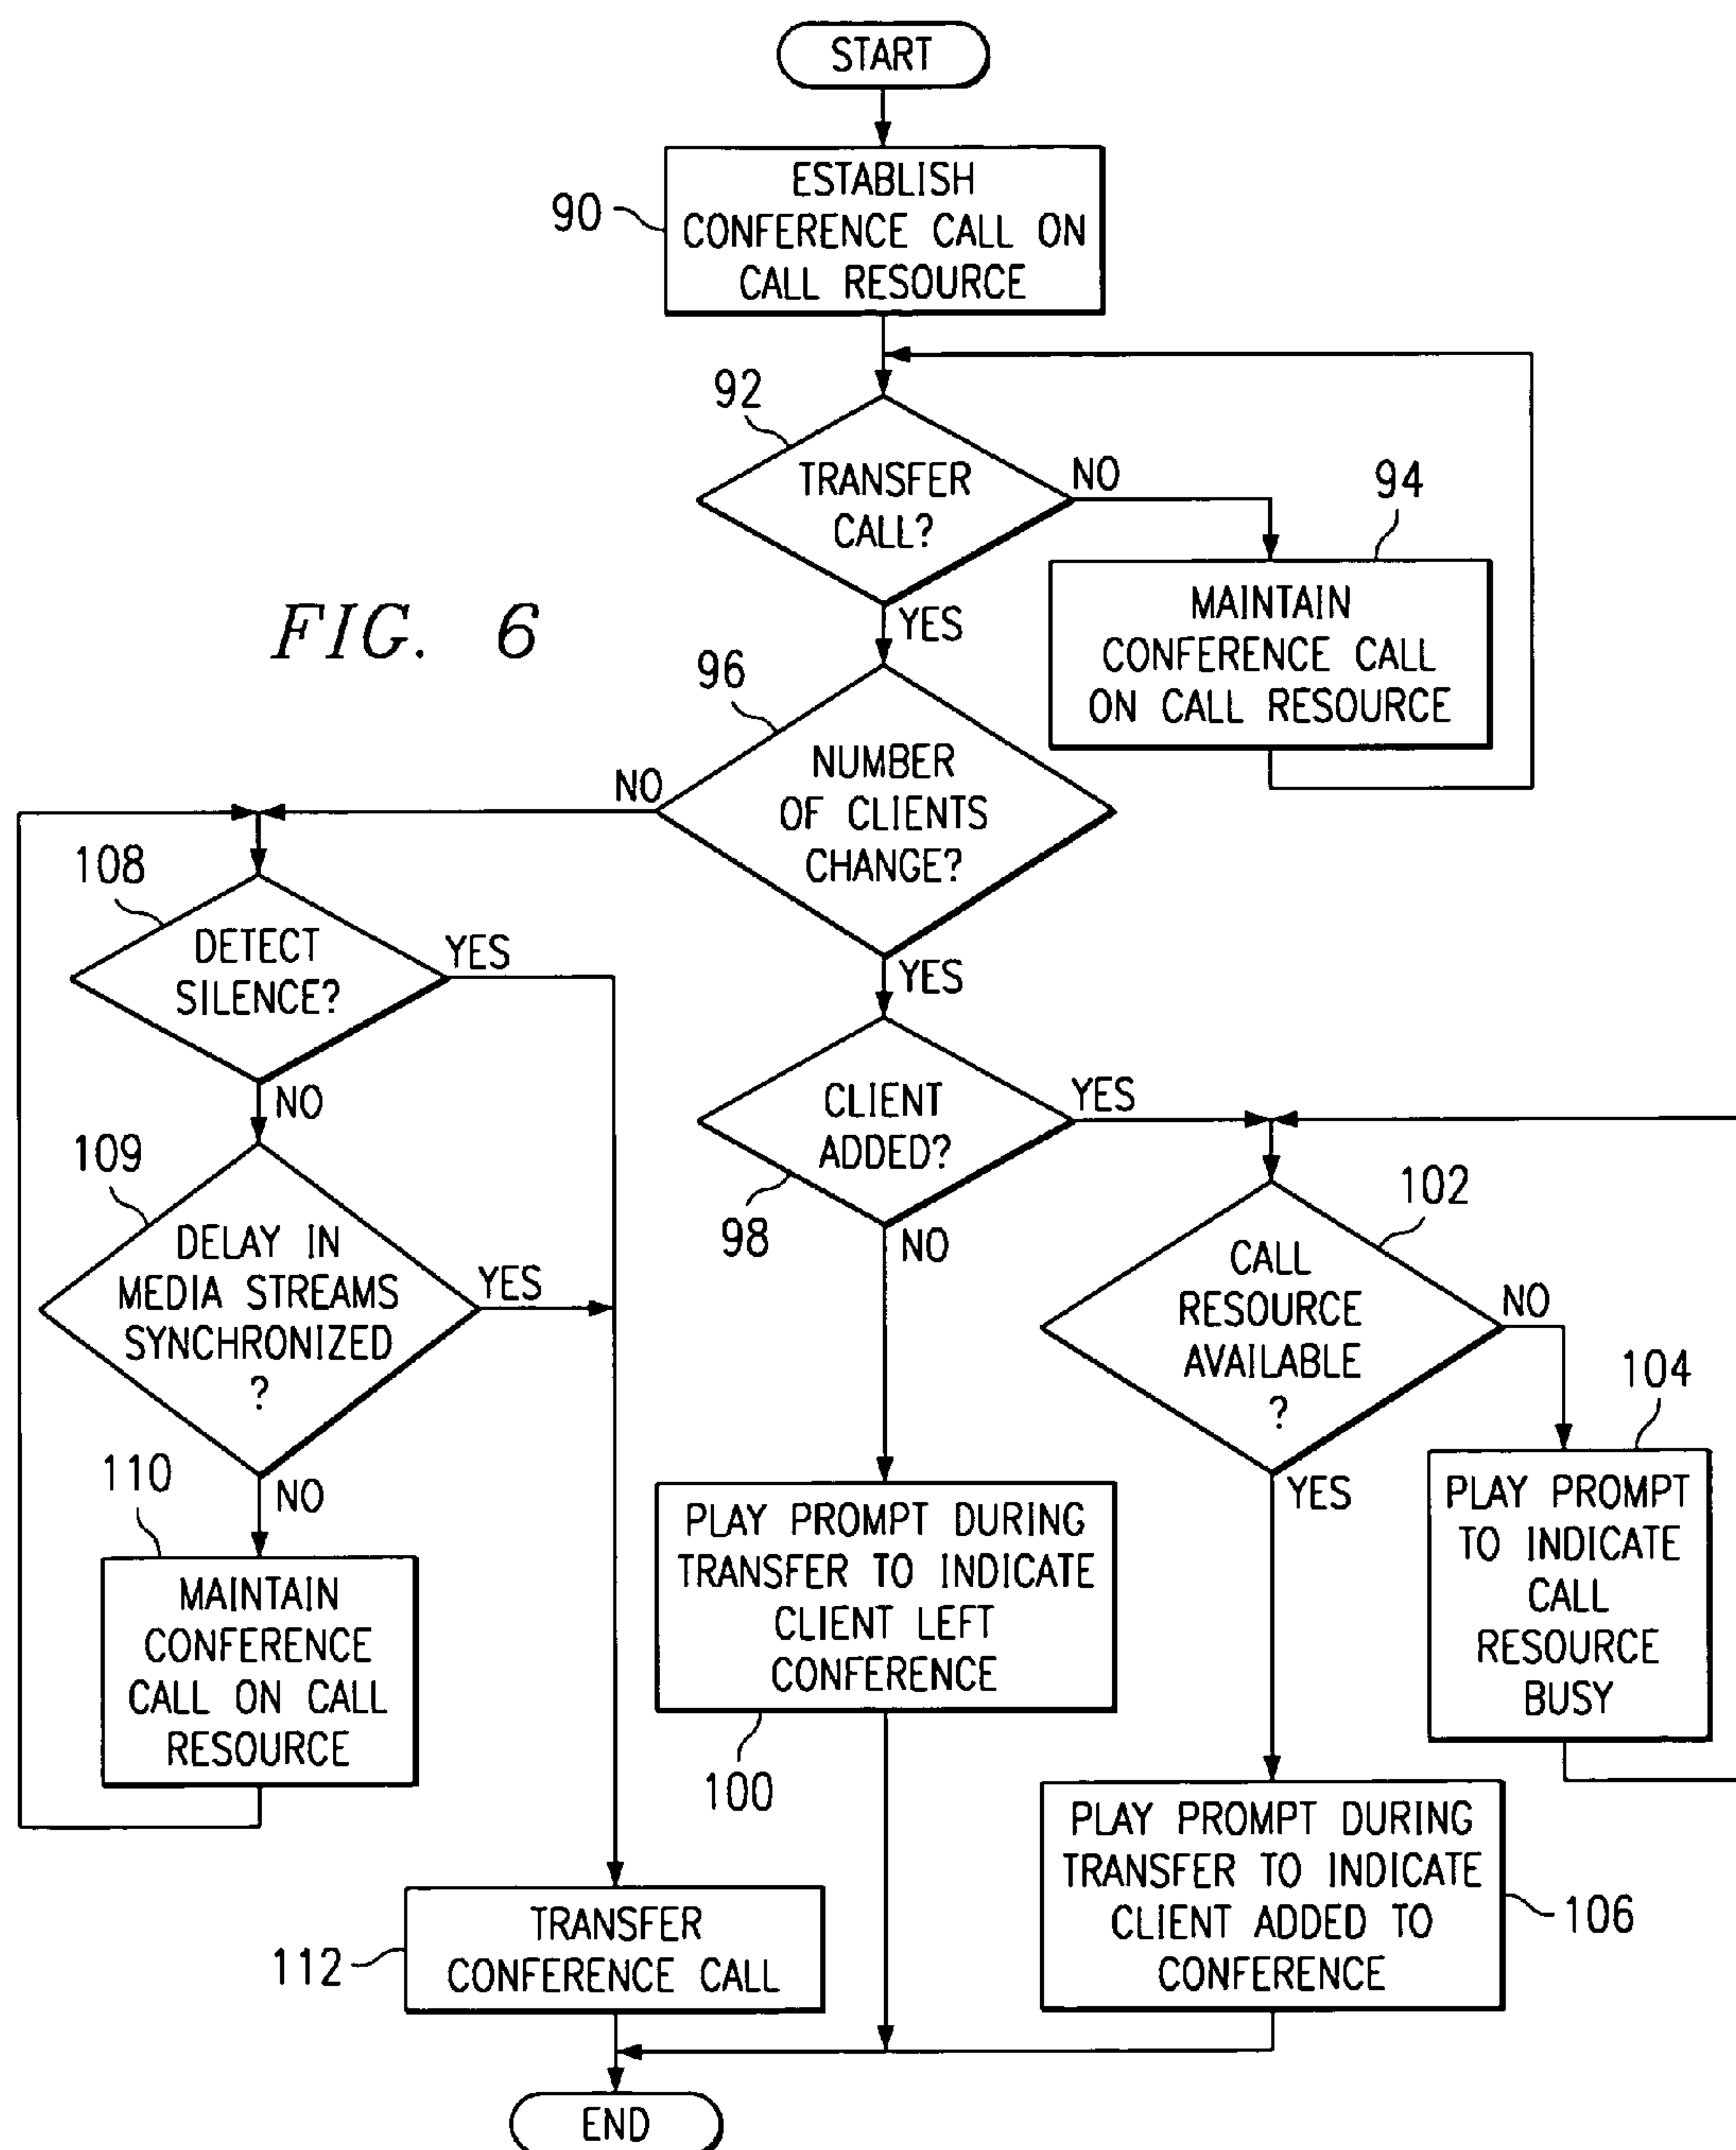 START
90
ESTABLISH
CONFERENCE CALL ON
CALL RESOURCE
92
TRANSFER
CALL?
NO
YES
94
MAINTAIN
CONFERENCE CALL
ON CALL RESOURCE
FIG. 6
96
NUMBER
OF CLIENTS
CHANGE?
NO
YES
108
DETECT
SILENCE?
YES
NO
98
CLIENT
ADDED?
YES
NO
109
DELAY IN
MEDIA STREAMS
SYNCHRONIZED
?
YES
NO
102
CALL
RESOURCE
AVAILABLE
?
NO
YES
104
PLAY PROMPT
TO INDICATE
CALL
RESOURCE
BUSY
110
MAINTAIN
CONFERENCE
CALL ON CALL
RESOURCE
PLAY PROMPT DURING
TRANSFER TO INDICATE
CLIENT LEFT
CONFERENCE
100
PLAY PROMPT DURING
TRANSFER TO INDICATE
CLIENT ADDED TO
CONFERENCE
106
112
TRANSFER
CONFERENCE CALL
END